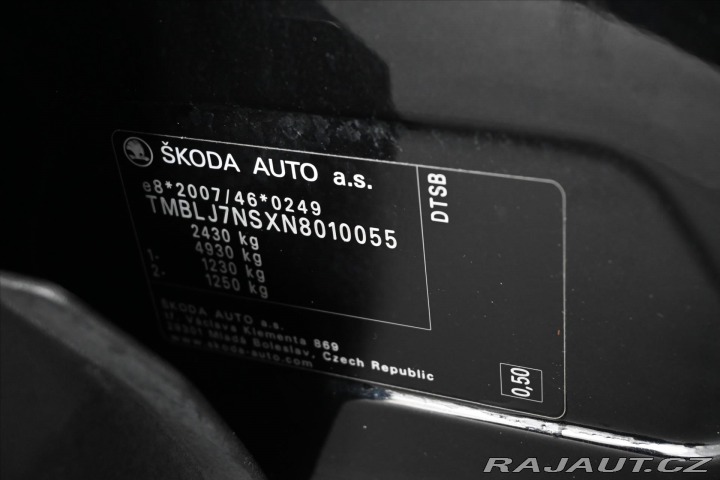 ŠKODA AUTO a.s.
e8*2007/46*0249
TMBLJ7NSXN8010055
2430 kg
4930 kg
1- 1230 kg
2- 1250 kg
DTSB
ŠKODA AUTO a.s.
tř. Václava Klementa 869
29301 Mladá Boleslav, Czech Republic
www.skoda-auto.com
0,50
RAJAUT.CZ